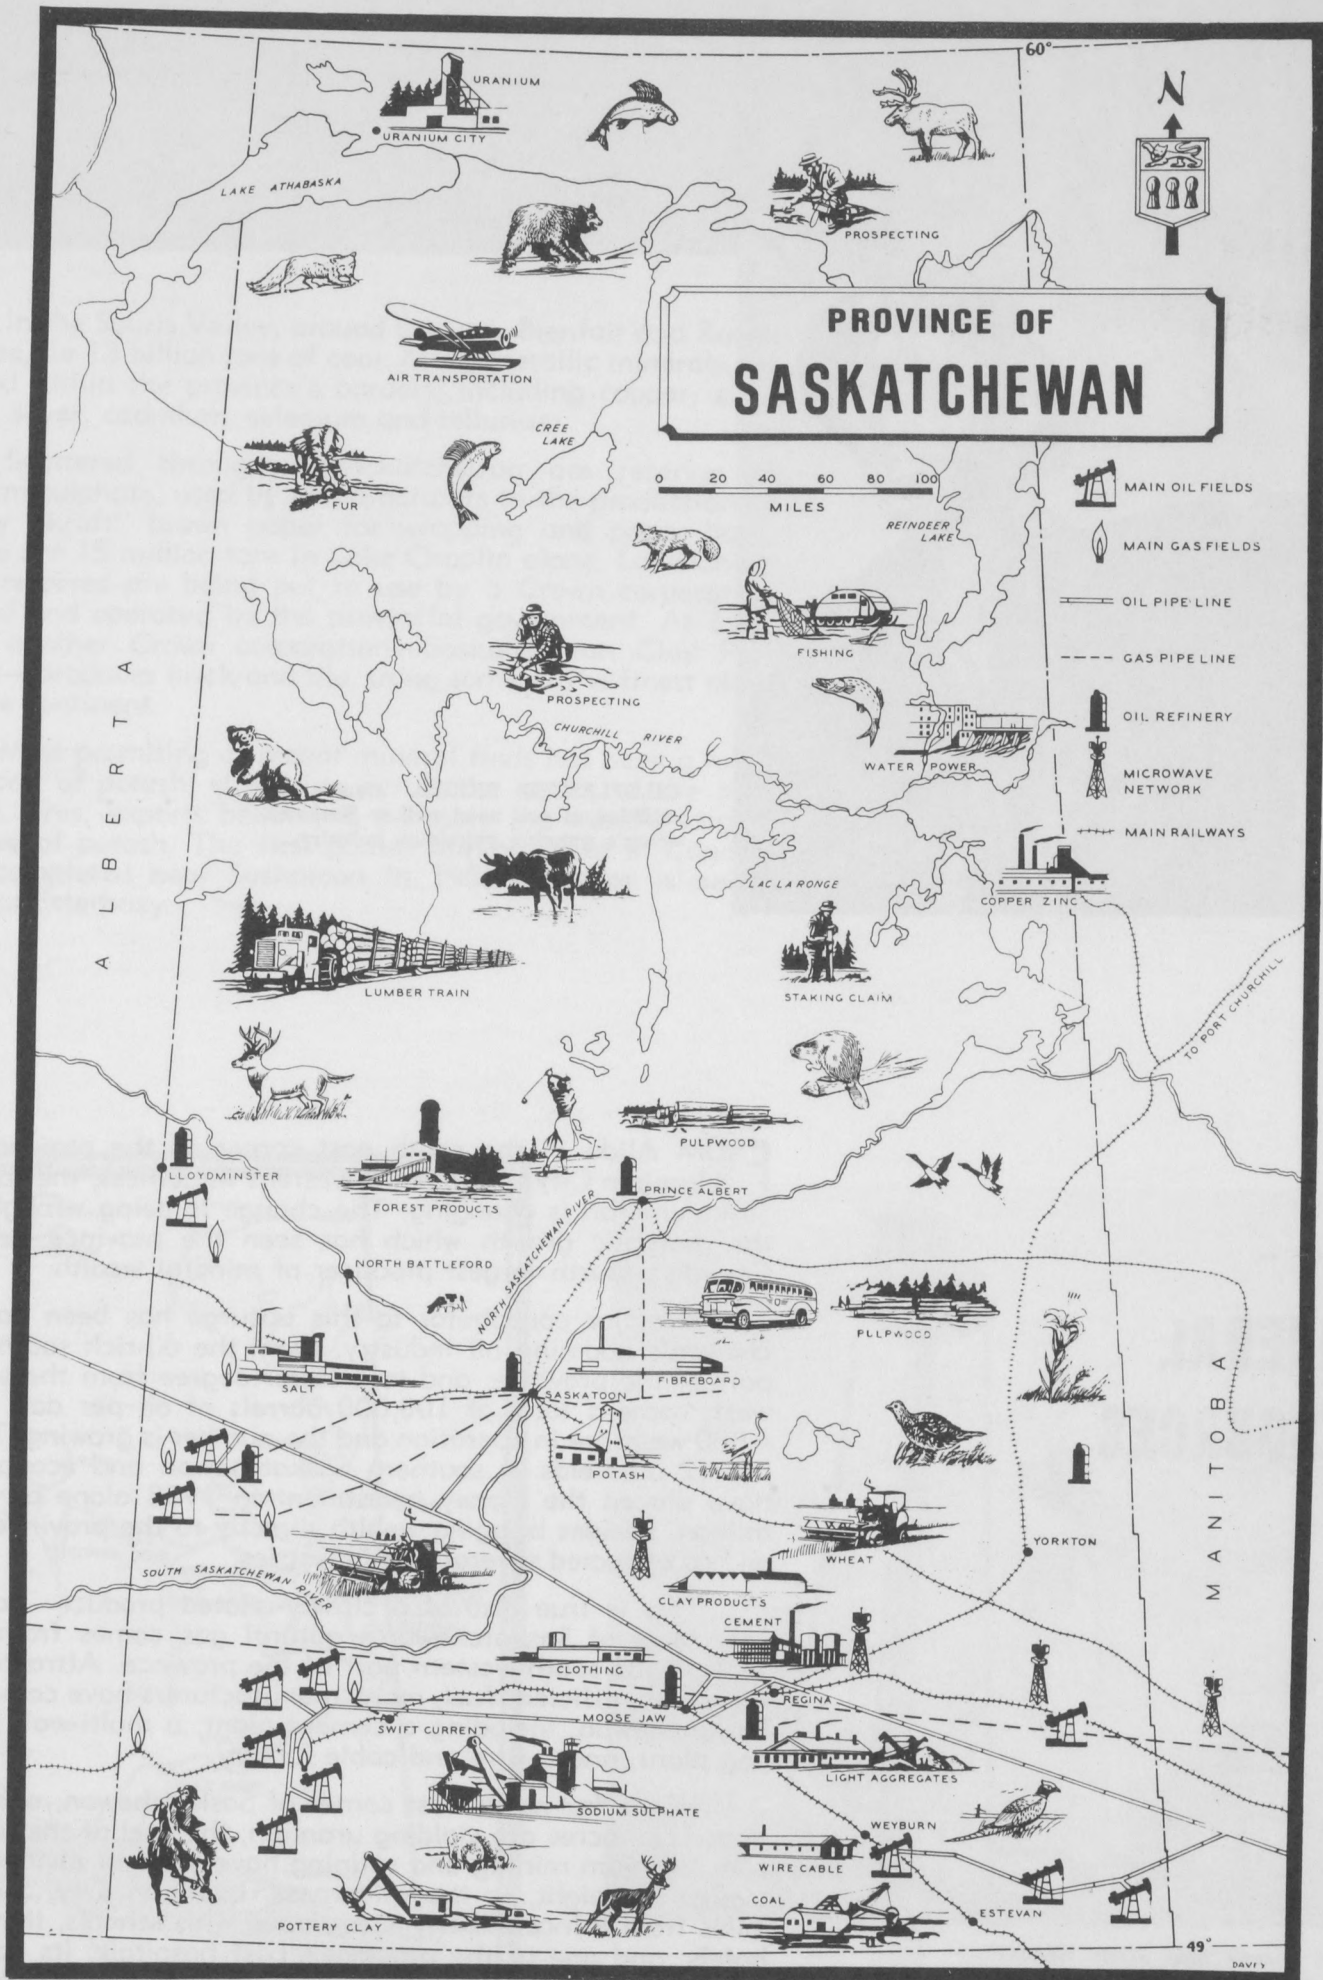 60°
N
URANIUM
URANIUM CITY
LAKE ATHABASKA
PROSPECTING
PROVINCE OF
SASKATCHEWAN
AIR TRANSPORTATION
CREE
LAKE
FUR
0 20 40 60 80 100
MILES
REINDEER
LAKE
MAIN OIL FIELDS
MAIN GAS FIELDS
OIL PIPE LINE
GAS PIPE LINE
OIL REFINERY
MICROWAVE
NETWORK
MAIN RAILWAYS
FISHING
PROSPECTING
CHURCHILL RIVER
WATER POWER
ALBERTA
LAC LA RONGE
COPPER ZINC
STAKING CLAIM
LUMBER TRAIN
TO PORT CHURCHILL
PULPWOOD
LLOYDMINSTER
FOREST PRODUCTS
PRINCE ALBERT
NORTH BATTLEFORD
NORTH SASKATCHEWAN RIVER
PULPWOOD
SALT
SASKATOON
FIBREBOARD
POTASH
MANITOBA
WHEAT
YORKTON
SOUTH SASKATCHEWAN RIVER
CLAY PRODUCTS
CEMENT
CLOTHING
REGINA
MOOSE JAW
SWIFT CURRENT
LIGHT AGGREGATES
SODIUM SULPHATE
WEYBURN
WIRE CABLE
COAL
ESTEVAN
POTTERY CLAY
49°
DAVEY